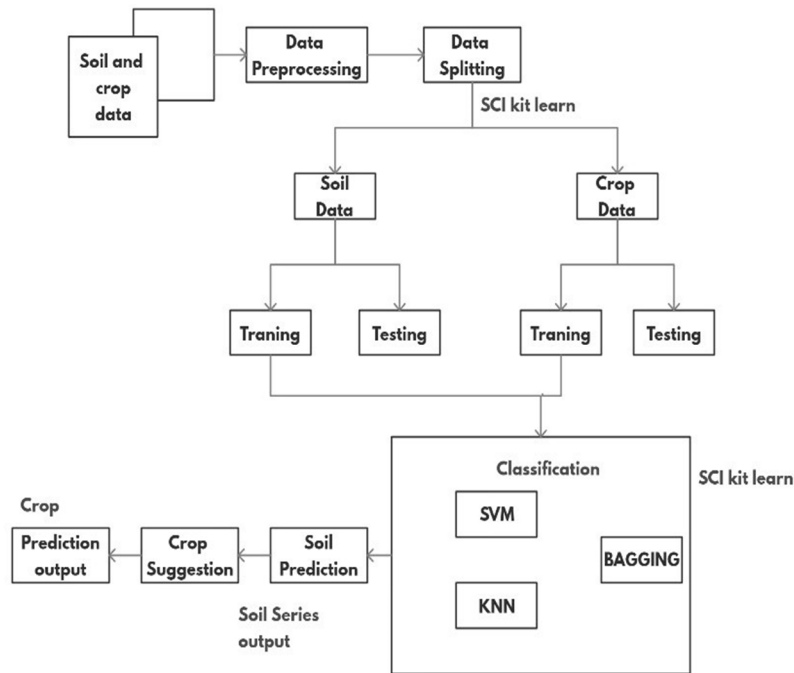 Soil and
crop
data
Data
Preprocessing
Data
Splitting
SCI kit learn
Soil
Data
Crop
Data
Traning
Testing
Traning
Testing
Classification
SCI kit learn
SVM
BAGGING
KNN
Crop
Prediction
output
Crop
Suggestion
Soil
Prediction
Soil Series
output